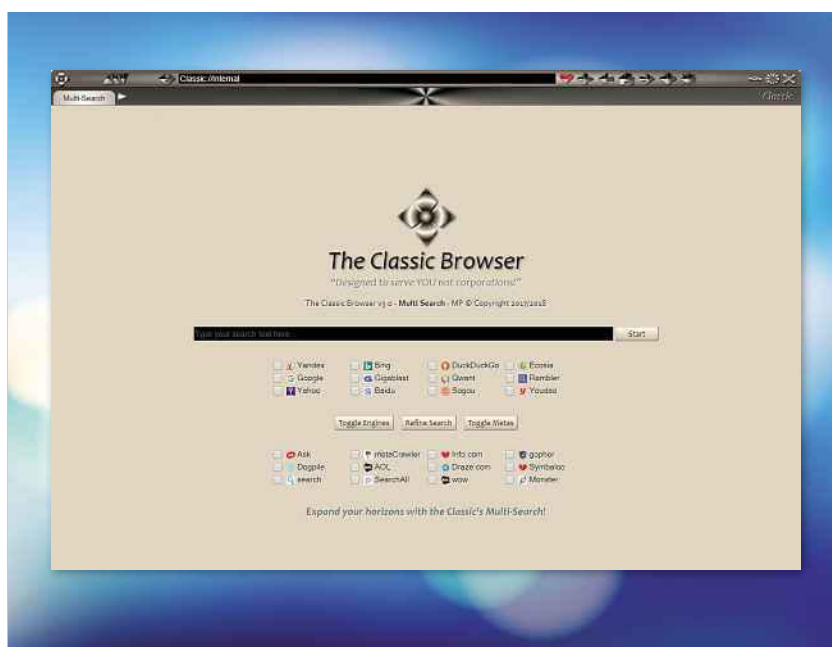 Classic://internal
Multi-Search
Classic
The Classic Browser
"Designed to serve YOU not corporations!"
The Classic Browser v3.0 - Multi Search - MP © Copyright 2017/2018
Type your search text here
Start
Yandex Bing DuckDuckGo Ecosia
Google Gigablast Qwant Rambler
Yahoo Baidu Sogou Youdao
Toggle Engines Refine Search Toggle Metas
Ask metaCrawler Info.com gopher
Dogpile AOL Draze.com Symbaloo
search SearchAll wow Monster
Expand your horizons with the Classic's Multi-Search!